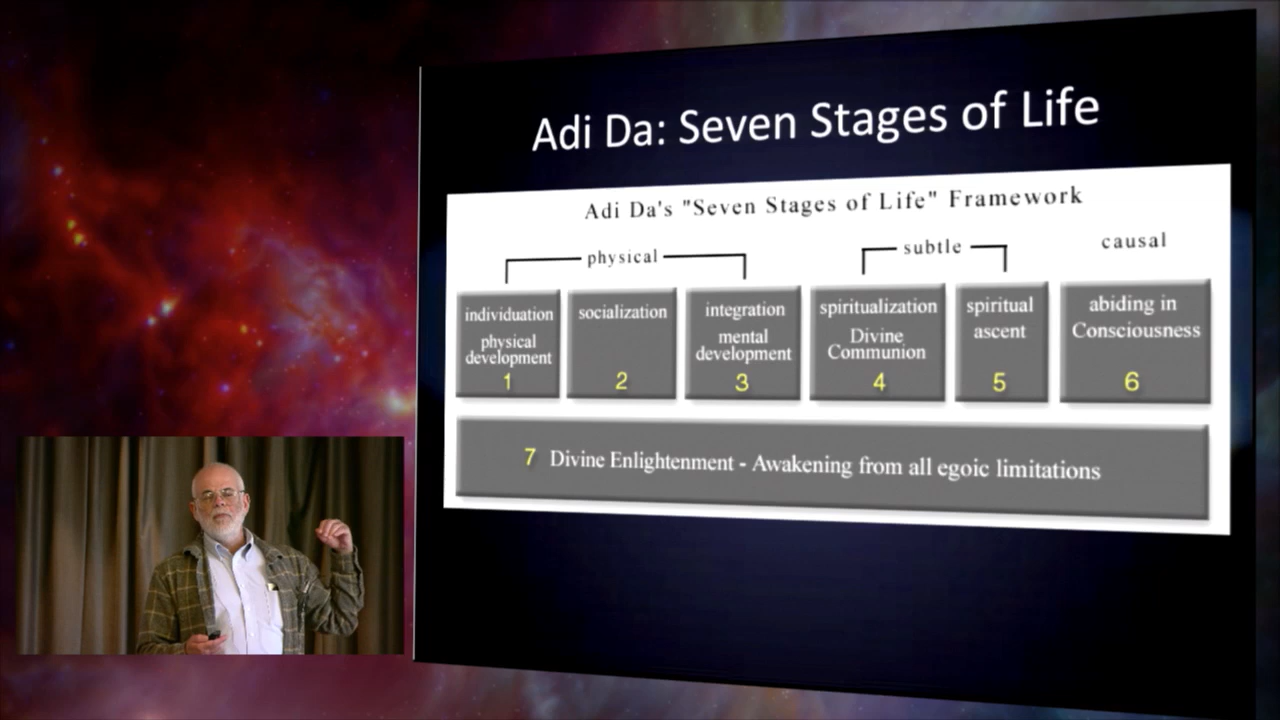 Adi Da: Seven Stages of Life
Adi Da's "Seven Stages of Life" Framework
physical
subtle
causal
individuation
physical
development
1
socialization
2
integration
mental
development
3
spiritualization
Divine
Communion
4
spiritual
ascent
5
abiding in
Consciousness
6
7 Divine Enlightenment - Awakening from all egoic limitations